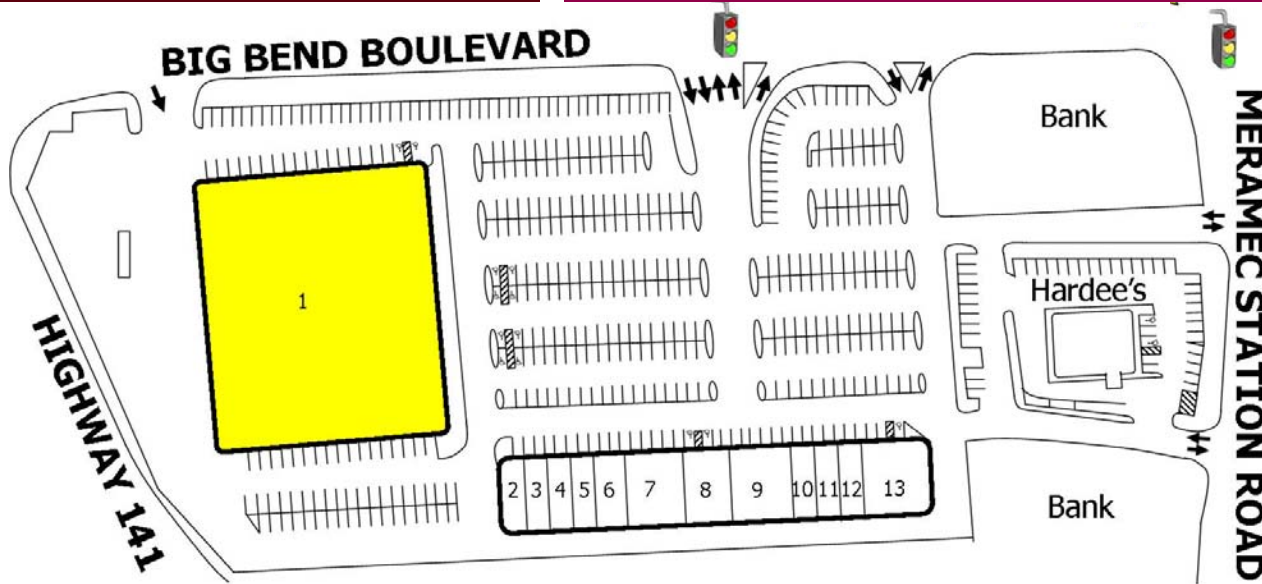 BIG BEND BOULEVARD
Bank
MERAMEC STATION ROAD
1
Hardee's
HIGHWAY 141
2 3 4 5 6 7 8 9 10 11 12 13
Bank